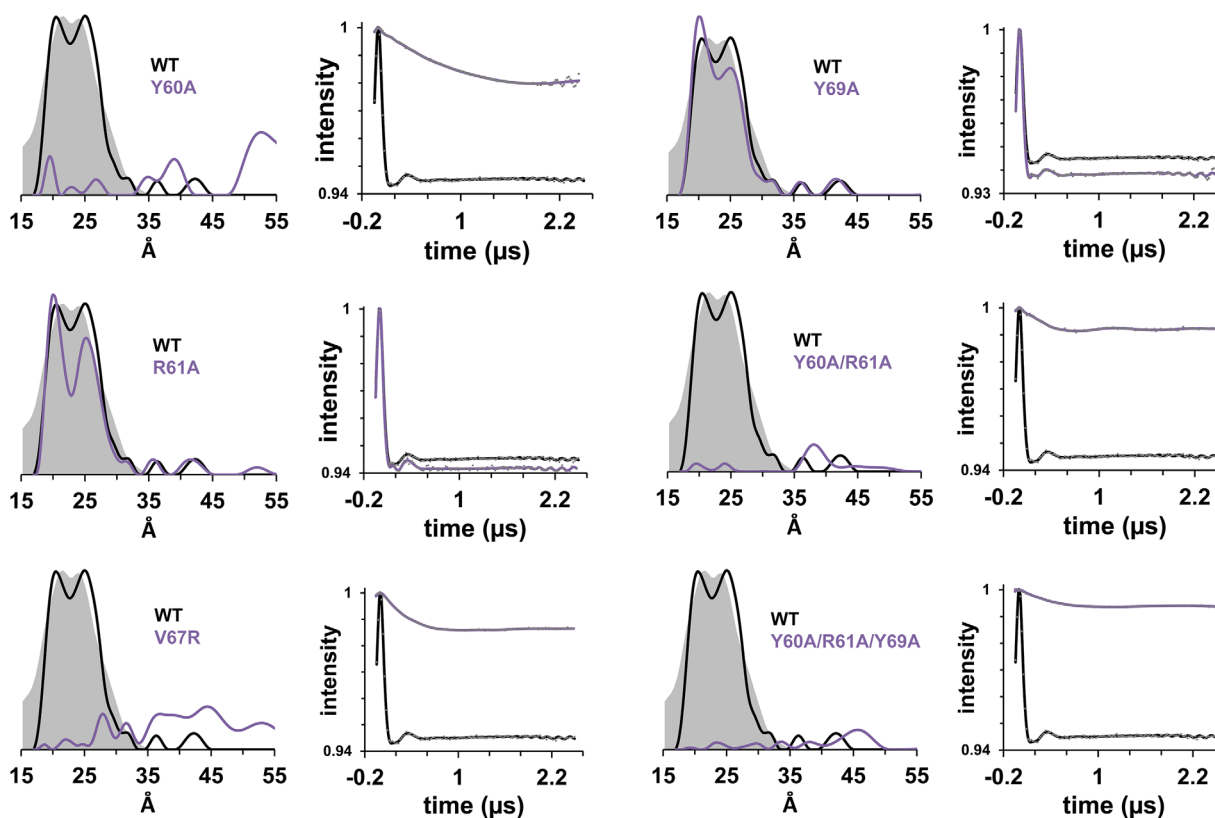 WT
Y60A
15 25 35 45 55
Å
intensity
1
0.94
-0.2 1 2.2
time (µs)
WT
Y69A
15 25 35 45 55
Å
intensity
1
0.93
-0.2 1 2.2
time (µs)
WT
R61A
15 25 35 45 55
Å
intensity
1
0.94
-0.2 1 2.2
time (µs)
WT
Y60A/R61A
15 25 35 45 55
Å
intensity
1
0.94
-0.2 1 2.2
time (µs)
WT
V67R
15 25 35 45 55
Å
intensity
1
0.94
-0.2 1 2.2
time (µs)
WT
Y60A/R61A/Y69A
15 25 35 45 55
Å
intensity
1
0.94
-0.2 1 2.2
time (µs)